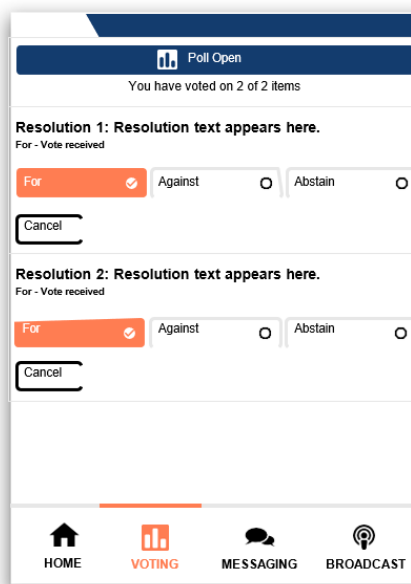 Poll Open
You have voted on 2 of 2 items
Resolution 1: Resolution text appears here.
For - Vote received
For Against Abstain
Cancel
Resolution 2: Resolution text appears here.
For - Vote received
For Against Abstain
Cancel
HOME VOTING MESSAGING BROADCAST